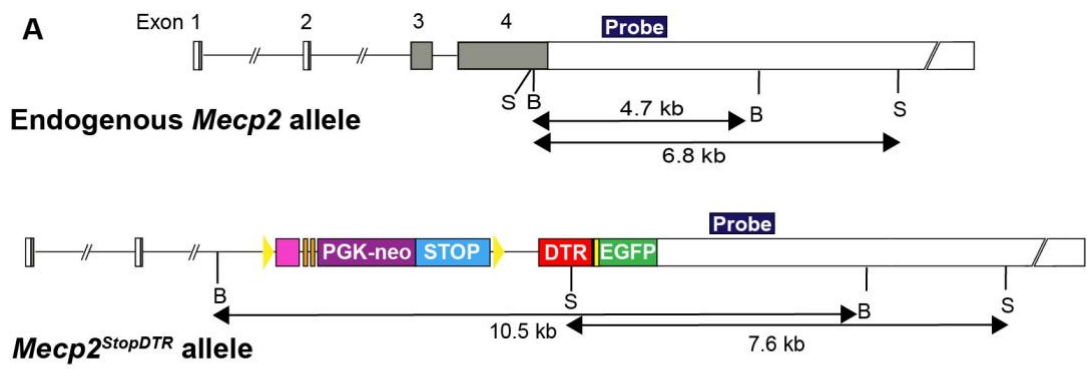 A
Exon 1 2 3 4
Probe
S B B S
4.7 kb
Endogenous Mecp2 allele
6.8 kb
Probe
PGK-neo STOP DTR EGFP
B S B S
10.5 kb 7.6 kb
Mecp2StopDTR allele